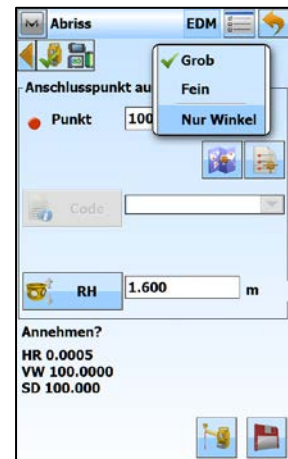 Abriss EDM
Grob
Fein
Nur Winkel
Anschlusspunkt au
Punkt 100
Code
RH 1.600 m
Annehmen?
HR 0.0005
VW 100.0000
SD 100.000